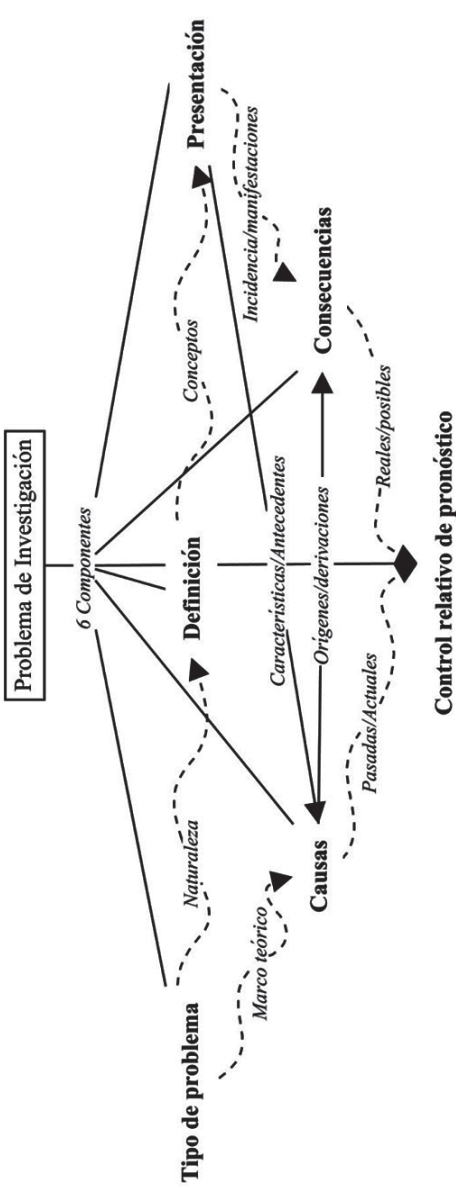 Problema de Investigación
6 Componentes
Tipo de problema
Naturaleza
Definición
Conceptos
Presentación
Marco teórico
Características/Antecedentes
Incidencia/manifestaciones
Causas
Orígenes/derivaciones
Consecuencias
Pasadas/Actuales
Reales/posibles
Control relativo de pronóstico